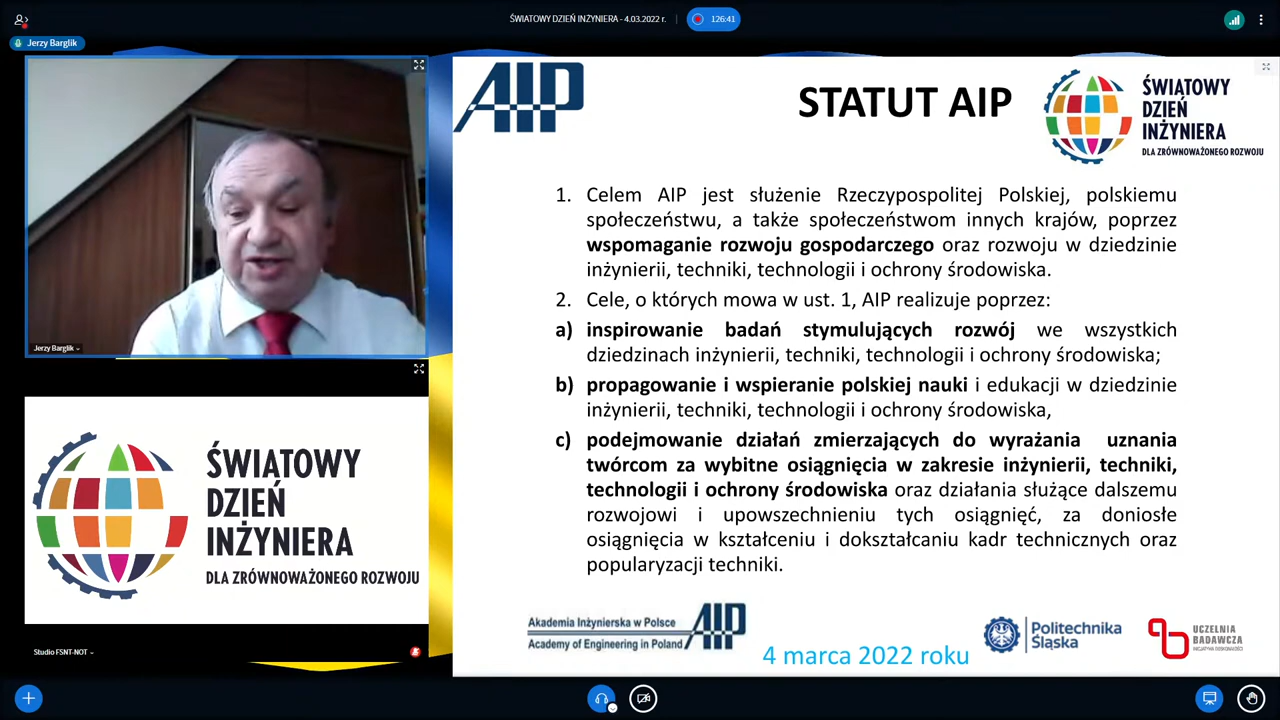 ŚWIATOWY DZIEŃ INŻYNIERA - 4.03.2022 r.
126:41
Jerzy Barglik
Jerzy Barglik
ŚWIATOWY
DZIEŃ
INŻYNIERA
DLA ZRÓWNOWAŻONEGO ROZWOJU
Studio FSNT-NOT
AIP
STATUT AIP
ŚWIATOWY
DZIEŃ
INŻYNIERA
DLA ZRÓWNOWAŻONEGO ROZWOJU
1. Celem AIP jest służenie Rzeczypospolitej Polskiej, polskiemu
społeczeństwu, a także społeczeństwom innych krajów, poprzez
wspomaganie rozwoju gospodarczego oraz rozwoju w dziedzinie
inżynierii, techniki, technologii i ochrony środowiska.
2. Cele, o których mowa w ust. 1, AIP realizuje poprzez:
a) inspirowanie badań stymulujących rozwój we wszystkich
dziedzinach inżynierii, techniki, technologii i ochrony środowiska;
b) propagowanie i wspieranie polskiej nauki i edukacji w dziedzinie
inżynierii, techniki, technologii i ochrony środowiska,
c) podejmowanie działań zmierzających do wyrażania uznania
twórcom za wybitne osiągnięcia w zakresie inżynierii, techniki,
technologii i ochrony środowiska oraz działania służące dalszemu
rozwojowi i upowszechnieniu tych osiągnięć, za doniosłe
osiągnięcia w kształceniu i dokształcaniu kadr technicznych oraz
popularyzacji techniki.
Akademia Inżynierska w Polsce
Academy of Engineering in Poland
AIP
4 marca 2022 roku
Politechnika
Śląska
UCZELNIA
BADAWCZA
INICJATYWA DOSKONAŁOŚCI